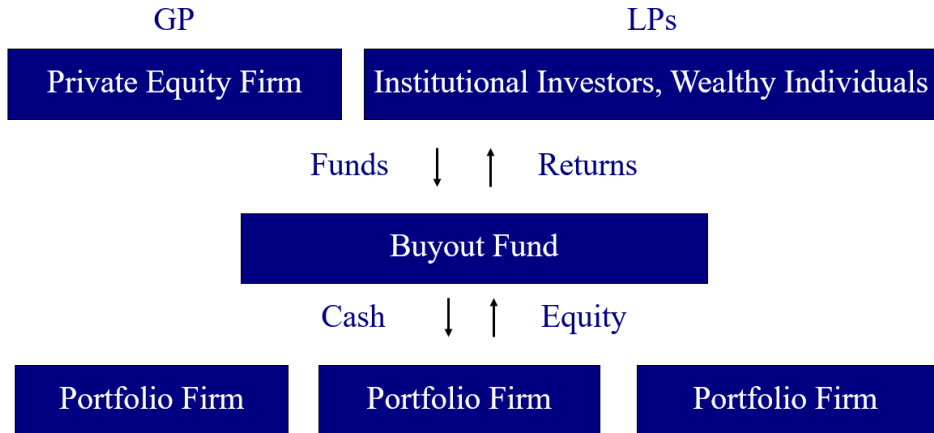 GP LPs
Private Equity Firm Institutional Investors, Wealthy Individuals
Funds Returns
Buyout Fund
Cash Equity
Portfolio Firm Portfolio Firm Portfolio Firm